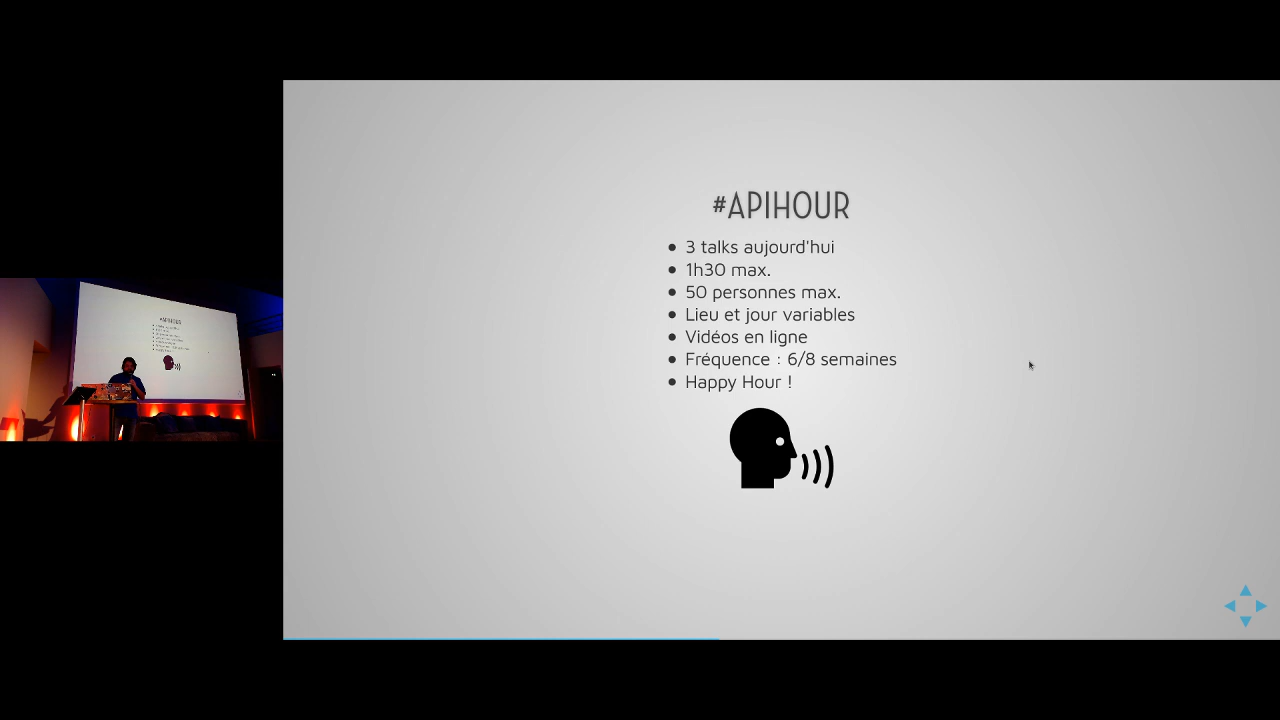 #APIHOUR
3 talks aujourd'hui
1h30 max.
50 personnes max.
Lieu et jour variables
Vidéos en ligne
Fréquence : 6/8 semaines
Happy Hour !